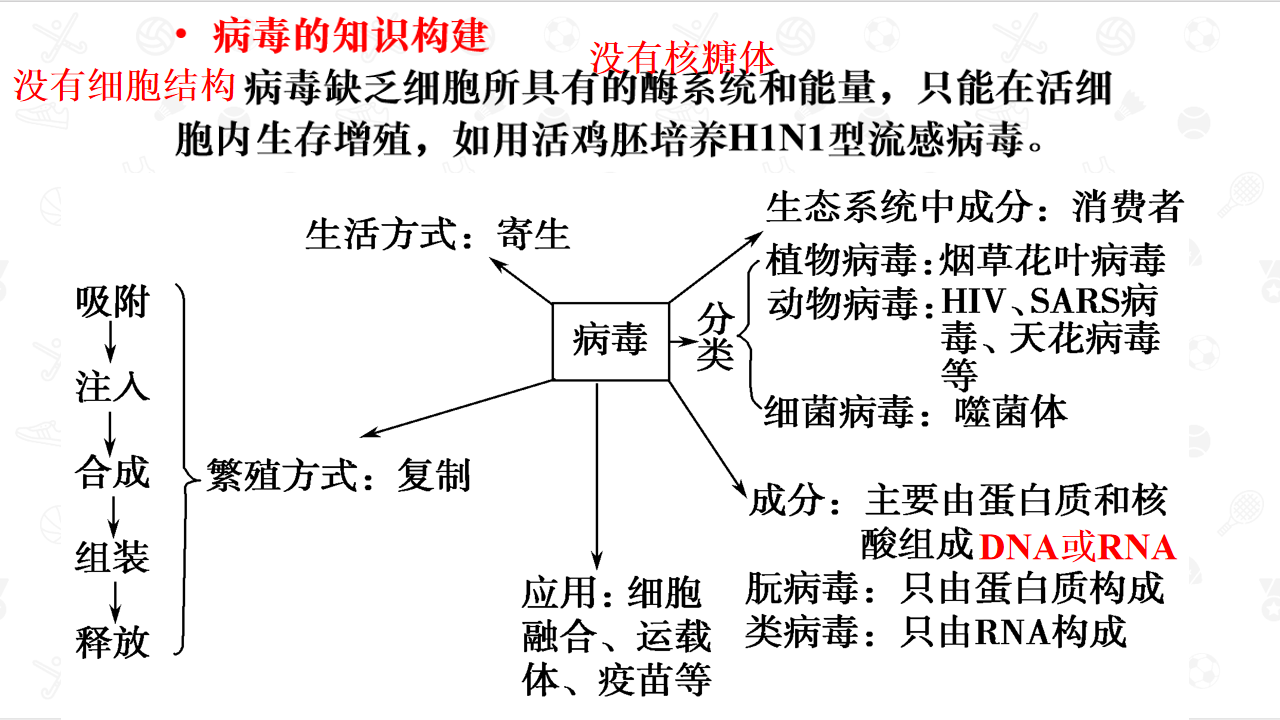 • 病毒的知识构建
没有核糖体
没有细胞结构
病毒缺乏细胞所具有的酶系统和能量，只能在活细
胞内生存增殖，如用活鸡胚培养H1N1型流感病毒。
生态系统中成分：消费者
生活方式：寄生
植物病毒：烟草花叶病毒
动物病毒：HIV、SARS病
毒、天花病毒
等
细菌病毒：噬菌体
分
类
病毒
吸附
注入
合成
组装
释放
繁殖方式：复制
成分：主要由蛋白质和核
酸组成 DNA或RNA
朊病毒：只由蛋白质构成
类病毒：只由RNA构成
应用：细胞
融合、运载
体、疫苗等